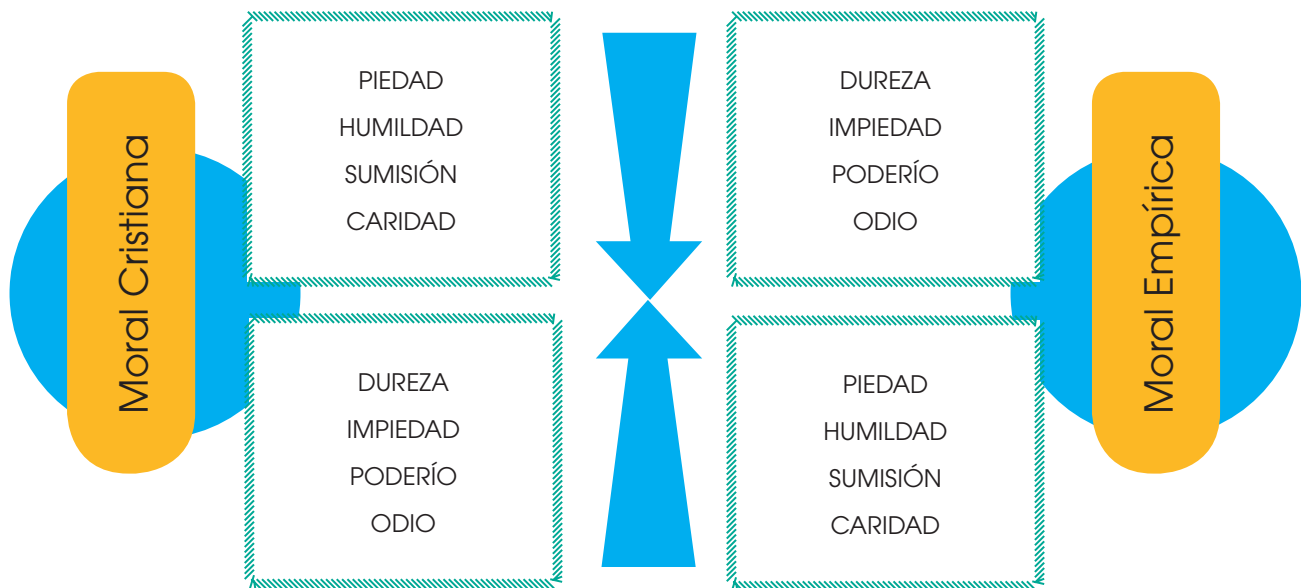 Moral Cristiana
PIEDAD
HUMILDAD
SUMISIÓN
CARIDAD
DUREZA
IMPIEDAD
PODERÍO
ODIO
DUREZA
IMPIEDAD
PODERÍO
ODIO
PIEDAD
HUMILDAD
SUMISIÓN
CARIDAD
Moral Empírica